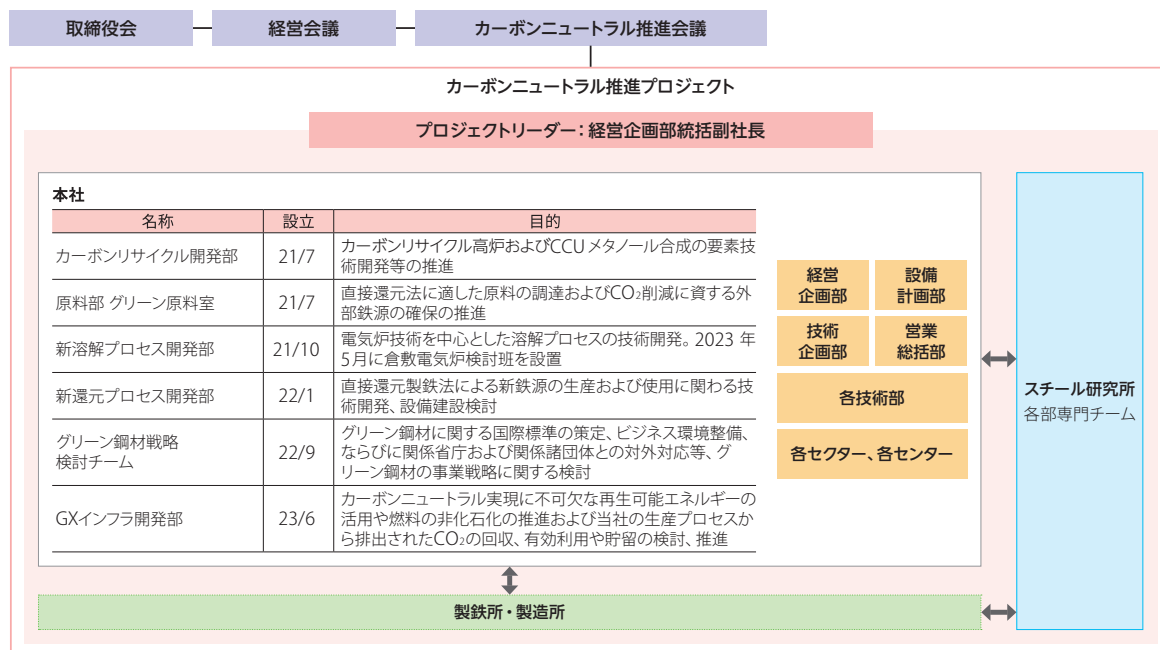 取締役会
経営会議
カーボンニュートラル推進会議
カーボンニュートラル推進プロジェクト
プロジェクトリーダー：経営企画部統括副社長
本社
名称
設立
目的
カーボンリサイクル開発部
21/7
カーボンリサイクル高炉およびCCUメタノール合成の要素技
術開発等の推進
原料部 グリーン原料室
21/7
直接還元法に適した原料の調達およびCO₂削減に資する外
部鉄源の確保の推進
新溶解プロセス開発部
21/10
電気炉技術を中心とした溶解プロセスの技術開発。2023 年
5月に倉敷電気炉検討班を設置
新還元プロセス開発部
22/1
直接還元製鉄法による新鉄源の生産および使用に関わる技
術開発、設備建設検討
グリーン鋼材戦略
検討チーム
22/9
グリーン鋼材に関する国際標準の策定、ビジネス環境整備、
ならびに関係省庁および関係諸団体との対外対応等、グ
リーン鋼材の事業戦略に関する検討
GXインフラ開発部
23/6
カーボンニュートラル実現に不可欠な再生可能エネルギーの
活用や燃料の非化石化の推進および当社の生産プロセスか
ら排出されたCO₂の回収、有効利用や貯留の検討、推進
経営
企画部
設備
計画部
技術
企画部
営業
総括部
各技術部
各セクター、各センター
スチール研究所
各部専門チーム
製鉄所・製造所